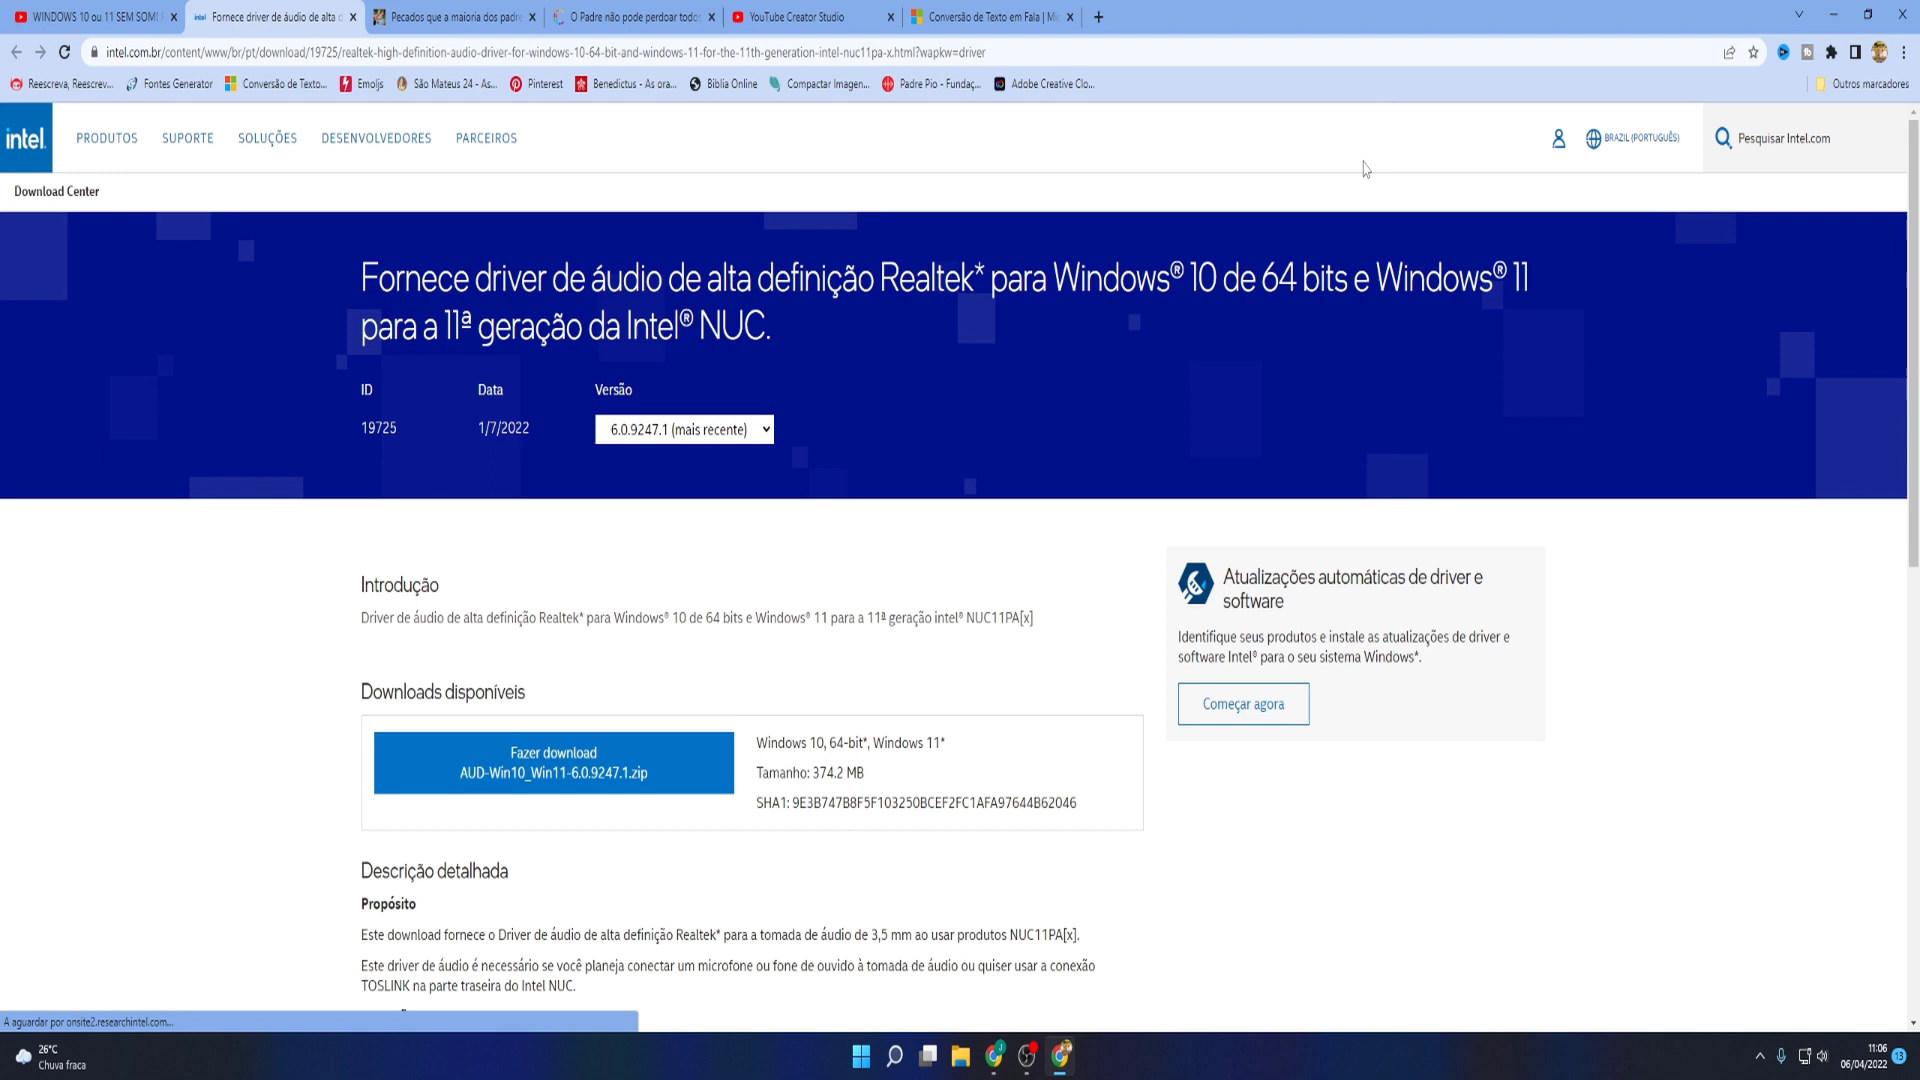 WINDOWS 10 ou 11 SEM SOM!
Fornece driver de áudio de alta d
Pecados que a maioria dos padre
O Padre não pode perdoar todos
YouTube Creator Studio
Conversão de Texto em Fala | Mic
intel.com.br/content/www/br/pt/download/19725/realtek-high-definition-audio-driver-for-windows-10-64-bit-and-windows-11-for-the-11th-generation-intel-nuc11pa-x.html?wapkw=driver
Reescreva, Reescrev...
Fontes Generator
Conversão de Texto...
Emojis
São Mateus 24 - As...
Pinterest
Benedictus - As ora...
Bíblia Online
Compactar Imagen...
Padre Pio - Fundaç...
Adobe Creative Clo...
Outros marcadores
intel.
PRODUTOS
SUPORTE
SOLUÇÕES
DESENVOLVEDORES
PARCEIROS
BRAZIL (PORTUGUÊS)
Pesquisar Intel.com
Download Center
Fornece driver de áudio de alta definição Realtek* para Windows® 10 de 64 bits e Windows® 11
para a 11ª geração da Intel® NUC.
ID Data Versão
19725 1/7/2022 6.0.9247.1 (mais recente)
Introdução
Driver de áudio de alta definição Realtek* para Windows® 10 de 64 bits e Windows® 11 para a 11ª geração intel® NUC11PA[x]
Downloads disponíveis
Fazer download
AUD-Win10_Win11-6.0.9247.1.zip
Windows 10, 64-bit*, Windows 11*
Tamanho: 374.2 MB
SHA1: 9E3B747B8F5F103250BCEF2FC1AFA97644B62046
Atualizações automáticas de driver e
software
Identifique seus produtos e instale as atualizações de driver e
software Intel® para o seu sistema Windows*.
Começar agora
Descrição detalhada
Propósito
Este download fornece o Driver de áudio de alta definição Realtek* para a tomada de áudio de 3,5 mm ao usar produtos NUC11PA[x].
Este driver de áudio é necessário se você planeja conectar um microfone ou fone de ouvido à tomada de áudio ou quiser usar a conexão
TOSLINK na parte traseira do Intel NUC.
A aguardar por onsite2.researchintel.com...
26°C
Chuva fraca
11:06
06/04/2022
13